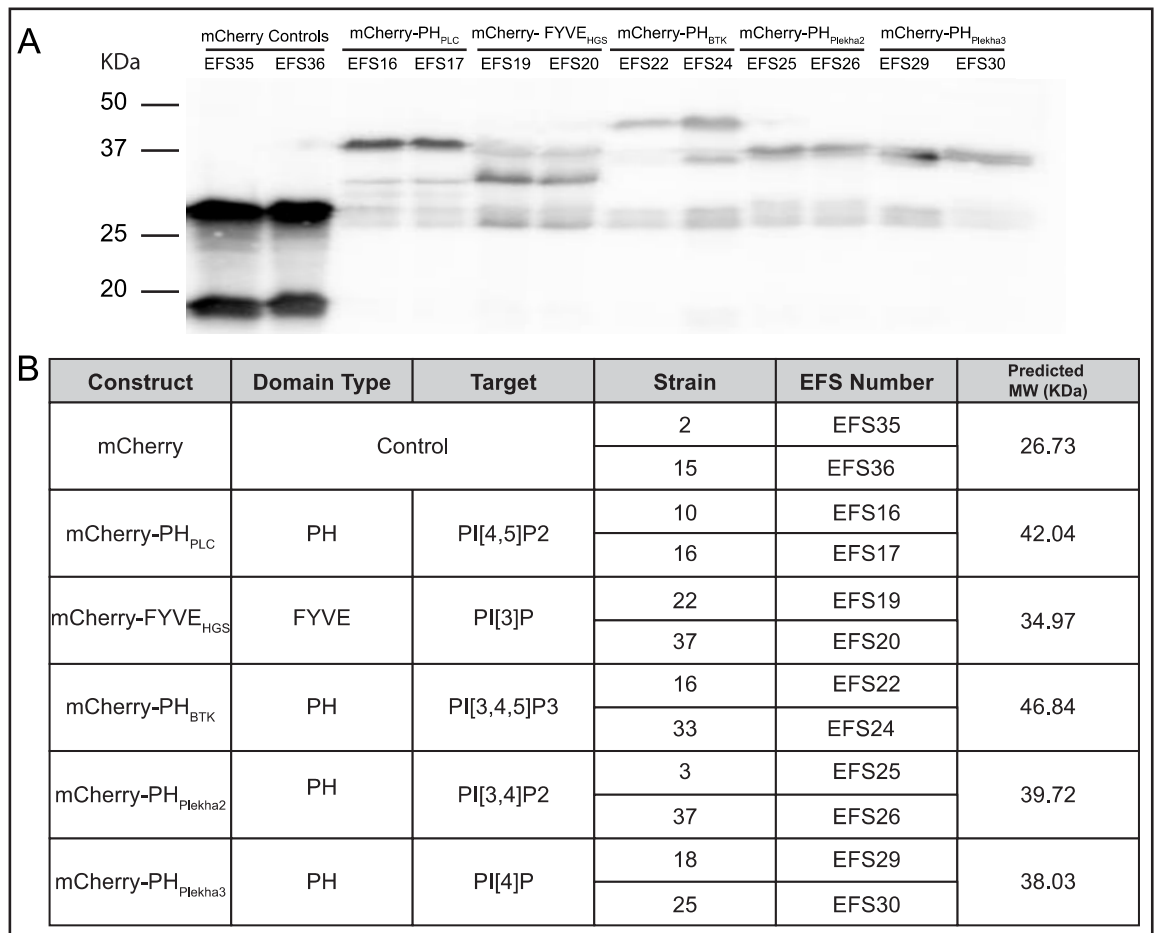 A
mCherry Controls mCherry-PHPLC mCherry- FYVEHGS mCherry-PHBTK mCherry-PHPlekha2 mCherry-PHPlekha3
KDa EFS35 EFS36 EFS16 EFS17 EFS19 EFS20 EFS22 EFS24 EFS25 EFS26 EFS29 EFS30
50
37
25
20
B
Construct Domain Type Target Strain EFS Number Predicted MW (KDa)
mCherry Control 2 EFS35 26.73
15 EFS36
mCherry-PHPLC PH PI[4,5]P2 10 EFS16 42.04
16 EFS17
mCherry-FYVEHGS FYVE PI[3]P 22 EFS19 34.97
37 EFS20
mCherry-PHBTK PH PI[3,4,5]P3 16 EFS22 46.84
33 EFS24
mCherry-PHPlekha2 PH PI[3,4]P2 3 EFS25 39.72
37 EFS26
mCherry-PHPlekha3 PH PI[4]P 18 EFS29 38.03
25 EFS30